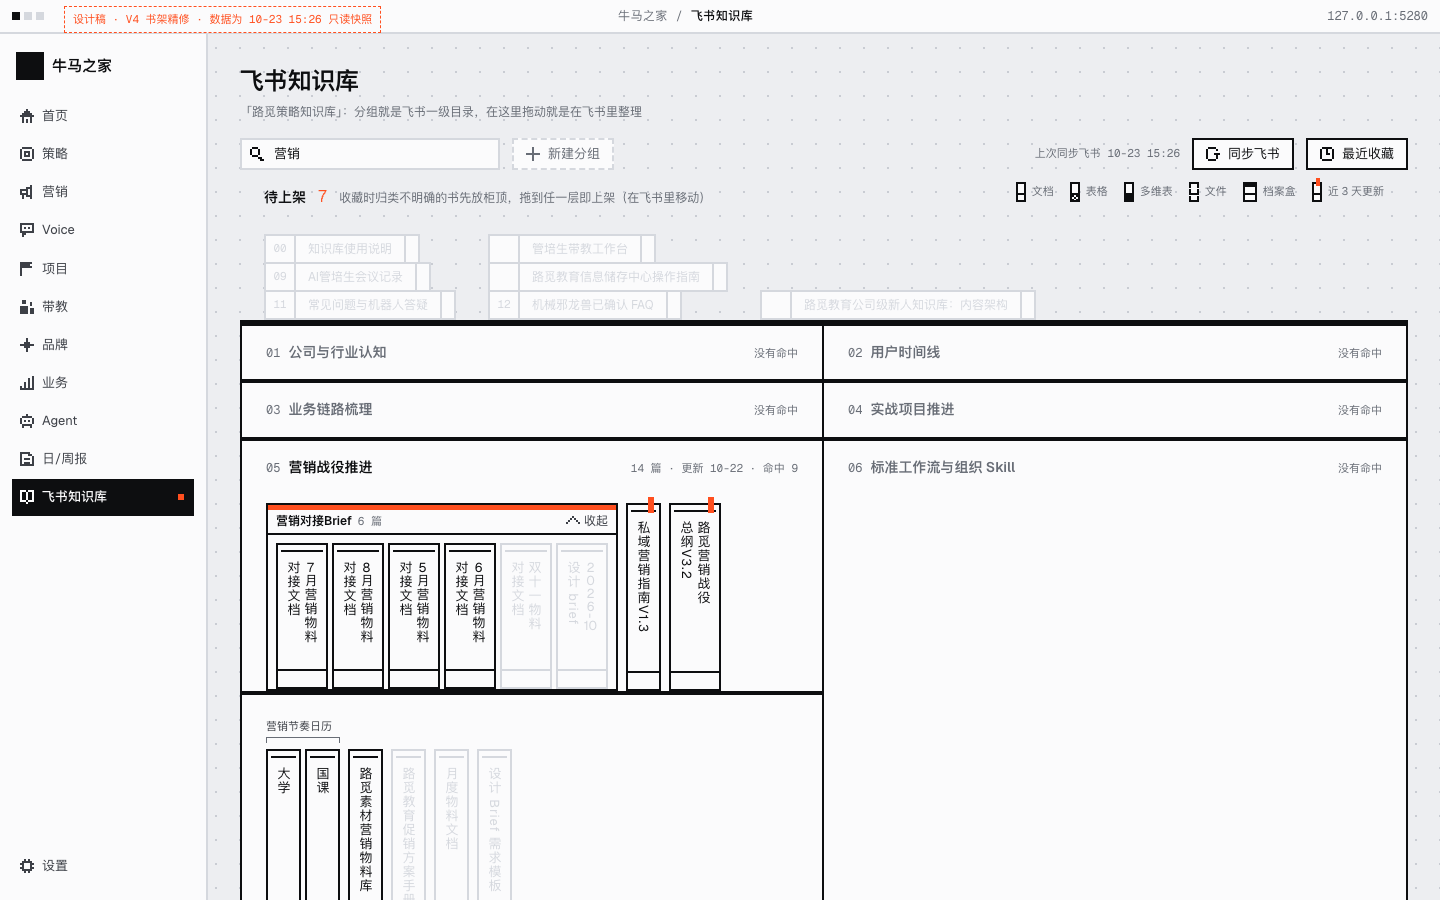 设计稿 · V4 书架精修 · 数据为 10-23 15:26 只读快照
牛马之家 / 飞书知识库
127.0.0.1:5280
牛马之家
首页
策略
营销
Voice
项目
带教
品牌
业务
Agent
日/周报
飞书知识库
设置
飞书知识库
「路觅策略知识库」：分组就是飞书一级目录，在这里拖动就是在飞书里整理
营销
新建分组
上次同步飞书 10-23 15:26
同步飞书
最近收藏
待上架 7 收藏时归类不明确的书先放柜顶，拖到任一层即上架（在飞书里移动）
文档 表格 多维表 文件 档案盒 近 3 天更新
00 知识库使用说明
管培生带教工作台
09 AI管培生会议记录
路觅教育信息储存中心操作指南
11 常见问题与机器人答疑
12 机械邪龙兽已确认 FAQ
路觅教育公司级新人知识库：内容架构
01 公司与行业认知 没有命中
02 用户时间线 没有命中
03 业务链路梳理 没有命中
04 实战项目推进 没有命中
05 营销战役推进 14 篇 · 更新 10-22 · 命中 9
06 标准工作流与组织 Skill 没有命中
营销对接Brief 6 篇 收起
7月营销物料对接文档
8月营销物料对接文档
5月营销物料对接文档
6月营销物料对接文档
双十一物料对接文档
2026-10设计 brief
私域营销指南V1.3
路觅营销战役总纲V3.2
营销节奏日历
大学
国课
路觅素材营销物料库
路觅教育促销方案手册
月度物料文档
设计 Brief 需求模板